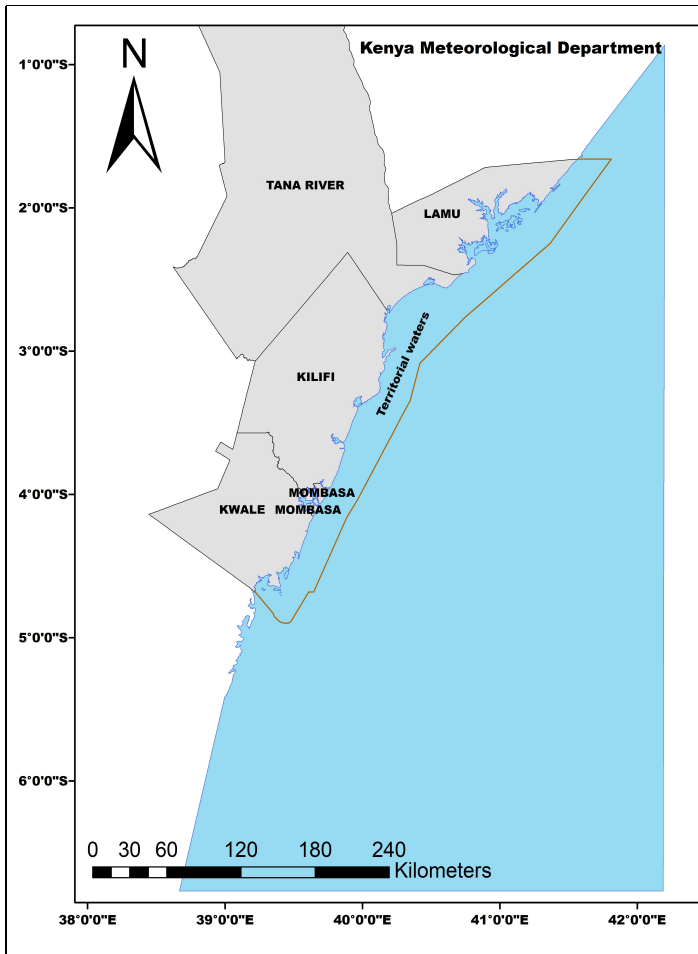 Kenya Meteorological Department
N
1°0'0"S
TANA RIVER
2°0'0"S
LAMU
3°0'0"S
Territorial waters
KILIFI
4°0'0"S
MOMBASA
KWALE
MOMBASA
5°0'0"S
6°0'0"S
0 30 60 120 180 240
Kilometers
38°0'0"E 39°0'0"E 40°0'0"E 41°0'0"E 42°0'0"E